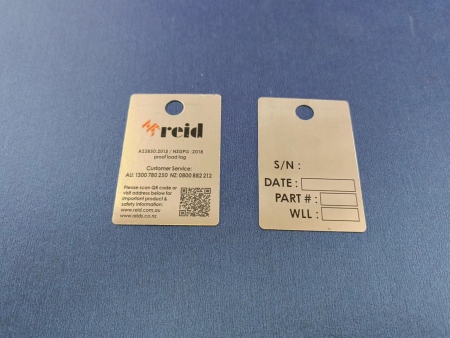 reid
AS3850:2015 / NZGPG :2018
proof load tag
Customer Service:
AU: 1300 780 250 NZ: 0800 882 212
Please scan QR code or
visit address below for
important product &
safety information:
www.reid.com.au
www.reids.co.nz
S/N :
DATE :
PART # :
WLL :